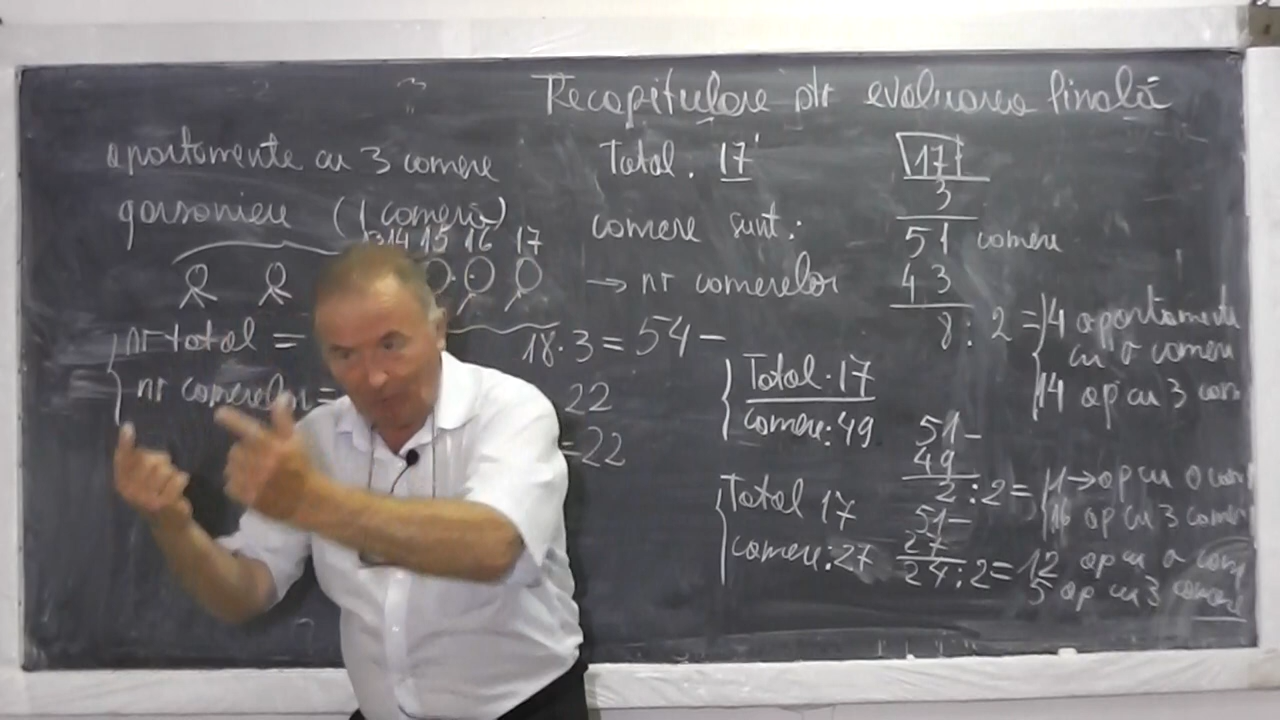 Recapitulare ptr evaluarea finală
apartamente cu 3 camere
garsoniere (1 cameră)
14 15 16 17
nr total =
nr camerelor =
18·3=54-
22
=22
Total. 17
camere sunt:
→ nr camerelor
17
3
51 camere
43
8:2=4 apartamente
cu o cameră
14 ap cu 3 cam
Total·17
camere:49
51-
49
2:2=1→ap cu o cam
16 ap cu 3 camere
Total 17
camere:27
51-
27
24:2=12 ap cu o cam
5 ap cu 3 camere